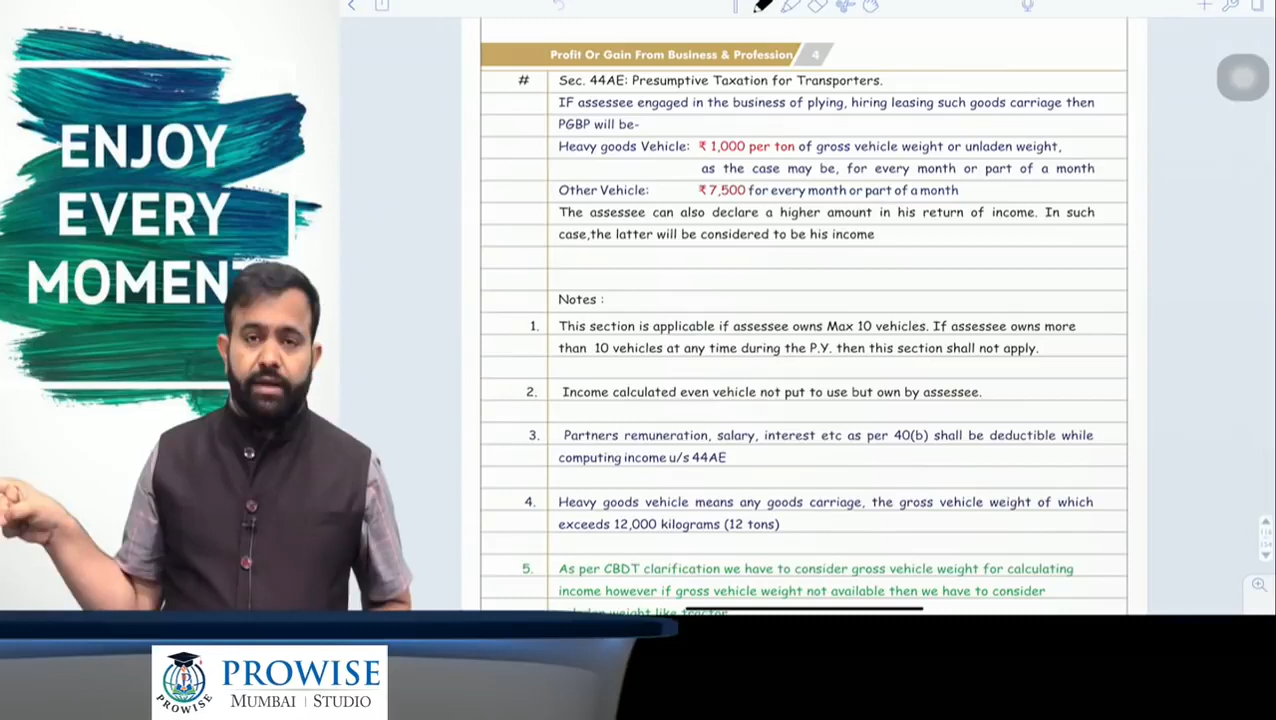 ENJOY
EVERY
MOMENT
Profit Or Gain From Business & Profession 4
# Sec. 44AE: Presumptive Taxation for Transporters.
IF assessee engaged in the business of plying, hiring leasing such goods carriage then
PGBP will be-
Heavy goods Vehicle: ₹ 1,000 per ton of gross vehicle weight or unladen weight,
as the case may be, for every month or part of a month
Other Vehicle: ₹ 7,500 for every month or part of a month
The assessee can also declare a higher amount in his return of income. In such
case,the latter will be considered to be his income
Notes :
1. This section is applicable if assessee owns Max 10 vehicles. If assessee owns more
than 10 vehicles at any time during the P.Y. then this section shall not apply.
2. Income calculated even vehicle not put to use but own by assessee.
3. Partners remuneration, salary, interest etc as per 40(b) shall be deductible while
computing income u/s 44AE
4. Heavy goods vehicle means any goods carriage, the gross vehicle weight of which
exceeds 12,000 kilograms (12 tons)
5. As per CBDT clarification we have to consider gross vehicle weight for calculating
income however if gross vehicle weight not available then we have to consider
weight like tractor
PROWISE
MUMBAI | STUDIO
PROWISE